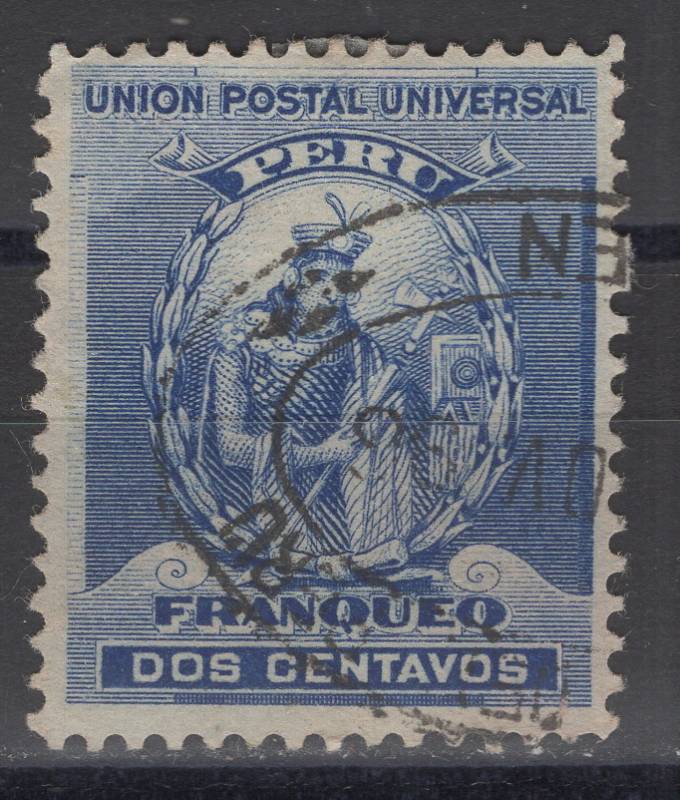 UNION POSTAL UNIVERSAL
PERU
FRANQUEO
DOS CENTAVOS